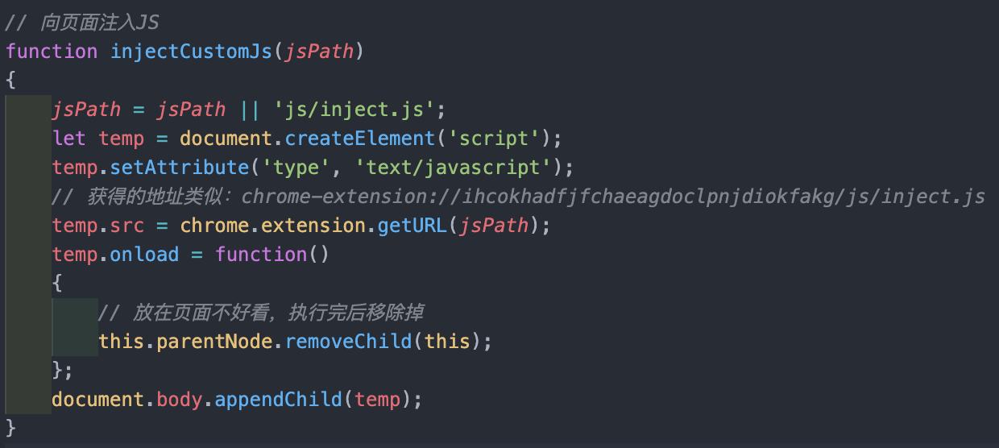 // 向页面注入JS
function injectCustomJs(jsPath)
{
    jsPath = jsPath || 'js/inject.js';
    let temp = document.createElement('script');
    temp.setAttribute('type', 'text/javascript');
    // 获得的地址类似：chrome-extension://ihcokhadfjfchaeagdoclpnjdiokfakg/js/inject.js
    temp.src = chrome.extension.getURL(jsPath);
    temp.onload = function()
    {
        // 放在页面不好看，执行完后移除掉
        this.parentNode.removeChild(this);
    };
    document.body.appendChild(temp);
}